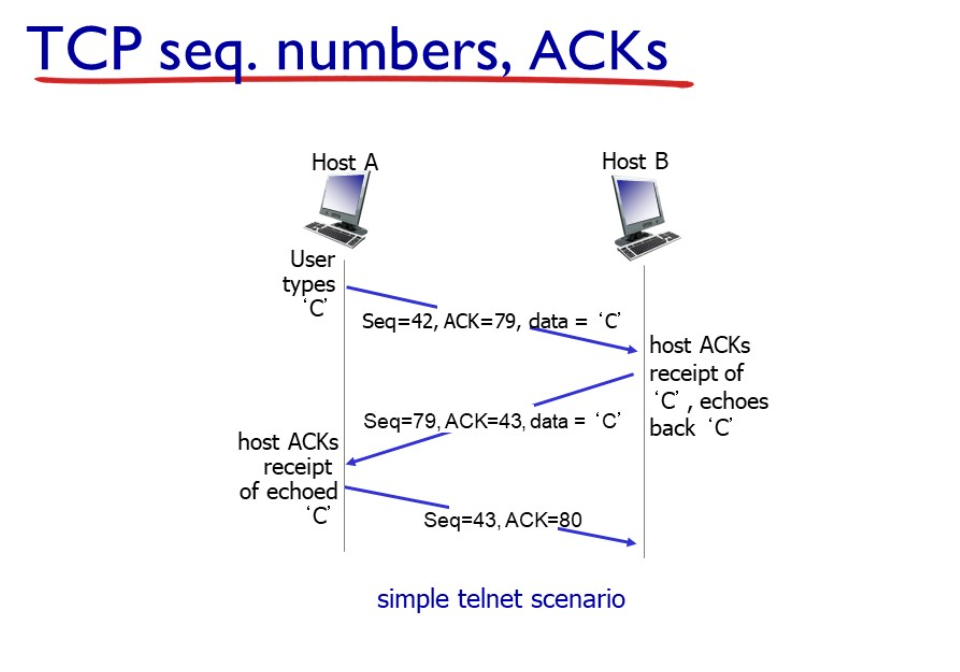 TCP seq. numbers, ACKs
Host A
Host B
User
types
‘C’
Seq=42, ACK=79, data = ‘C’
host ACKs
receipt of
‘C’, echoes
back ‘C’
Seq=79, ACK=43, data = ‘C’
host ACKs
receipt
of echoed
‘C’
Seq=43, ACK=80
simple telnet scenario